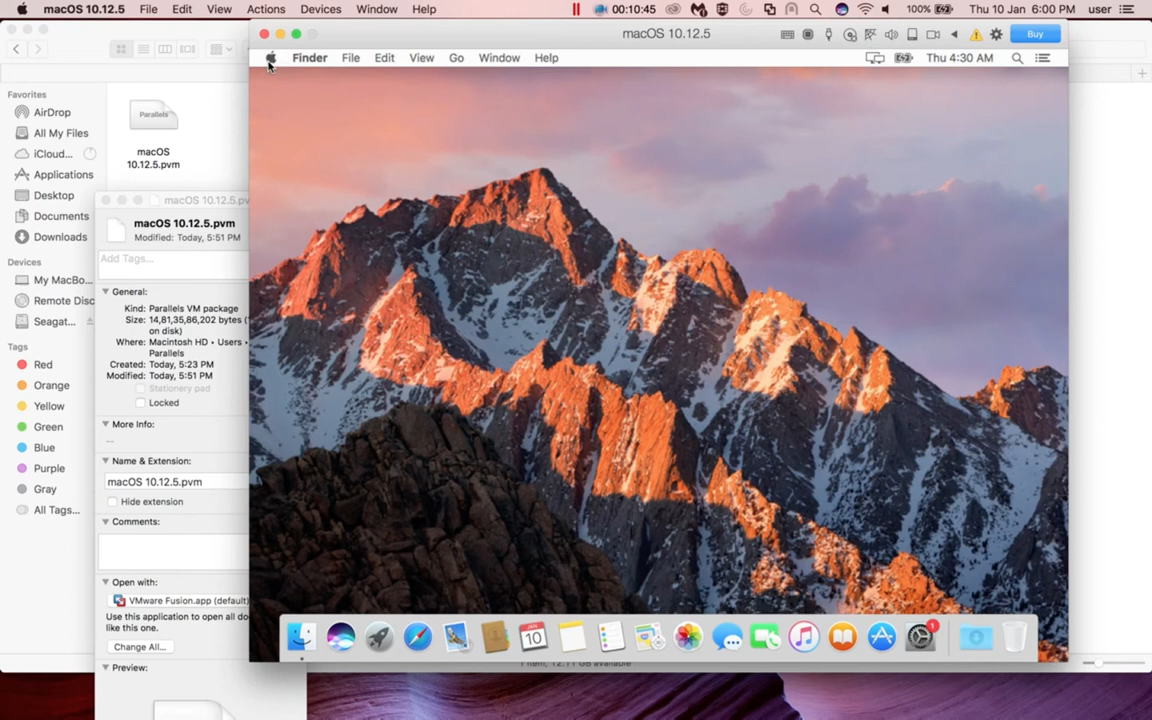 macOS 10.12.5 File Edit View Actions Devices Window Help 00:10:45 100% Thu 10 Jan 6:00 PM user
macOS 10.12.5 Buy
Finder File Edit View Go Window Help Thu 4:30 AM
Favorites
AirDrop
All My Files
iCloud...
Applications
Desktop
Documents
Downloads
Devices
My MacBo...
Remote Disc
Seagat...
Tags
Red
Orange
Yellow
Green
Blue
Purple
Gray
All Tags...
Parallels
macOS
10.12.5.pvm
macOS 10.12.5.pv
macOS 10.12.5.pvm
Modified: Today, 5:51 PM
Add Tags...
General:
Kind: Parallels VM package
Size: 14,81,35,86,202 bytes
on disk)
Where: Macintosh HD • Users •
Parallels
Created: Today, 5:23 PM
Modified: Today, 5:51 PM
Stationery pad
Locked
More Info:
--
Name & Extension:
macOS 10.12.5.pvm
Hide extension
Comments:
Open with:
VMware Fusion.app (default)
Use this application to open all do
like this one.
Change All...
Preview:
JAN
10
1